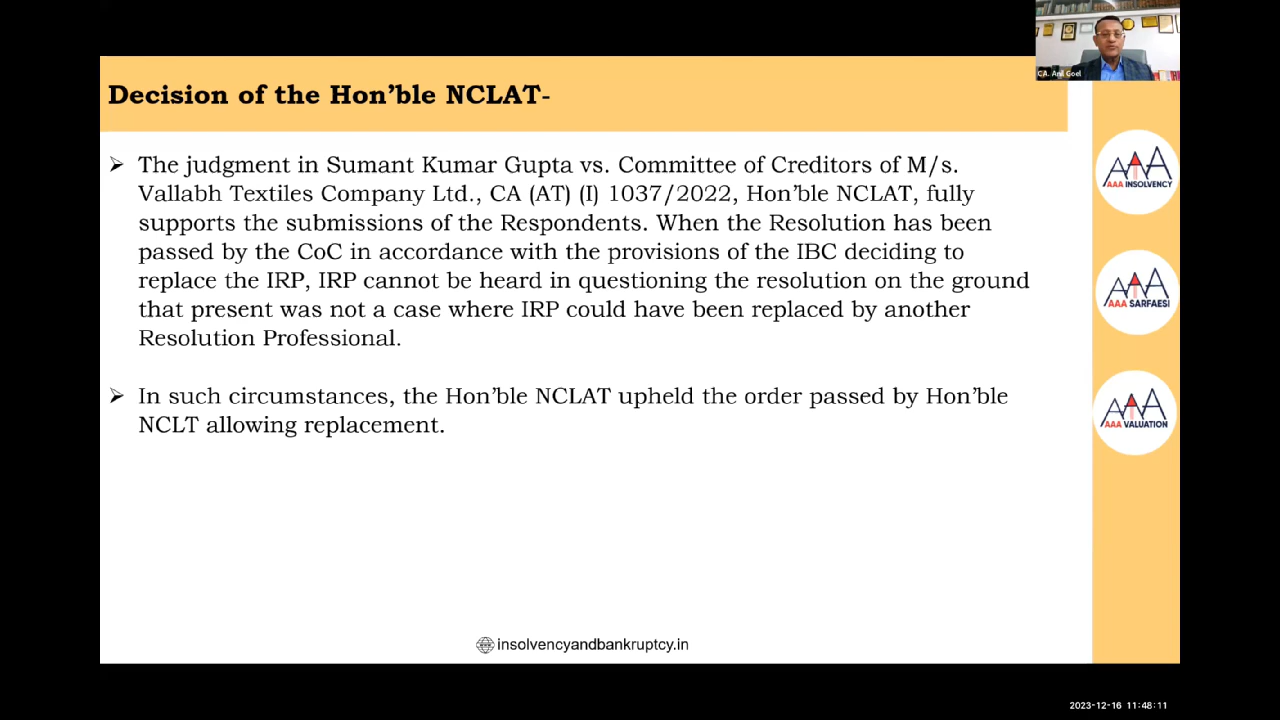 CA. Anil Goel
Decision of the Hon’ble NCLAT-
➢ The judgment in Sumant Kumar Gupta vs. Committee of Creditors of M/s.
Vallabh Textiles Company Ltd., CA (AT) (I) 1037/2022, Hon’ble NCLAT, fully
supports the submissions of the Respondents. When the Resolution has been
passed by the CoC in accordance with the provisions of the IBC deciding to
replace the IRP, IRP cannot be heard in questioning the resolution on the ground
that present was not a case where IRP could have been replaced by another
Resolution Professional.
➢ In such circumstances, the Hon’ble NCLAT upheld the order passed by Hon’ble
NCLT allowing replacement.
AAA
AAA INSOLVENCY
AAA
AAA SARFAESI
AAA
AAA VALUATION
insolvencyandbankruptcy.in
2023-12-16 11:48:11